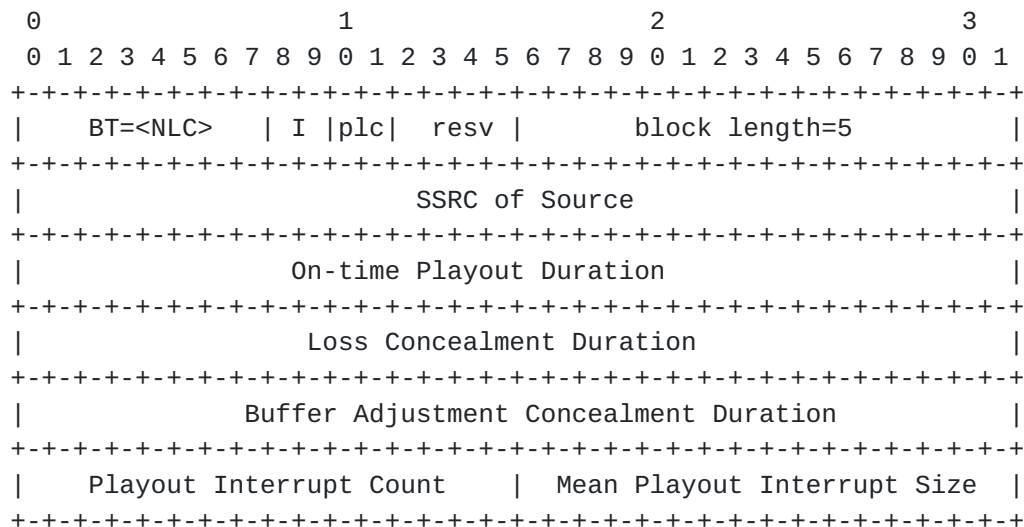 0                   1                   2                   3
 0 1 2 3 4 5 6 7 8 9 0 1 2 3 4 5 6 7 8 9 0 1 2 3 4 5 6 7 8 9 0 1
+-+-+-+-+-+-+-+-+-+-+-+-+-+-+-+-+-+-+-+-+-+-+-+-+-+-+-+-+-+-+-+-+
|    BT=<NLC>   | I |plc|  resv |       block length=5          |
+-+-+-+-+-+-+-+-+-+-+-+-+-+-+-+-+-+-+-+-+-+-+-+-+-+-+-+-+-+-+-+-+
|                         SSRC of Source                        |
+-+-+-+-+-+-+-+-+-+-+-+-+-+-+-+-+-+-+-+-+-+-+-+-+-+-+-+-+-+-+-+-+
|                 On-time Playout Duration                      |
+-+-+-+-+-+-+-+-+-+-+-+-+-+-+-+-+-+-+-+-+-+-+-+-+-+-+-+-+-+-+-+-+
|                  Loss Concealment Duration                    |
+-+-+-+-+-+-+-+-+-+-+-+-+-+-+-+-+-+-+-+-+-+-+-+-+-+-+-+-+-+-+-+-+
|              Buffer Adjustment Concealment Duration           |
+-+-+-+-+-+-+-+-+-+-+-+-+-+-+-+-+-+-+-+-+-+-+-+-+-+-+-+-+-+-+-+-+
|    Playout Interrupt Count    |  Mean Playout Interrupt Size  |
+-+-+-+-+-+-+-+-+-+-+-+-+-+-+-+-+-+-+-+-+-+-+-+-+-+-+-+-+-+-+-+-+